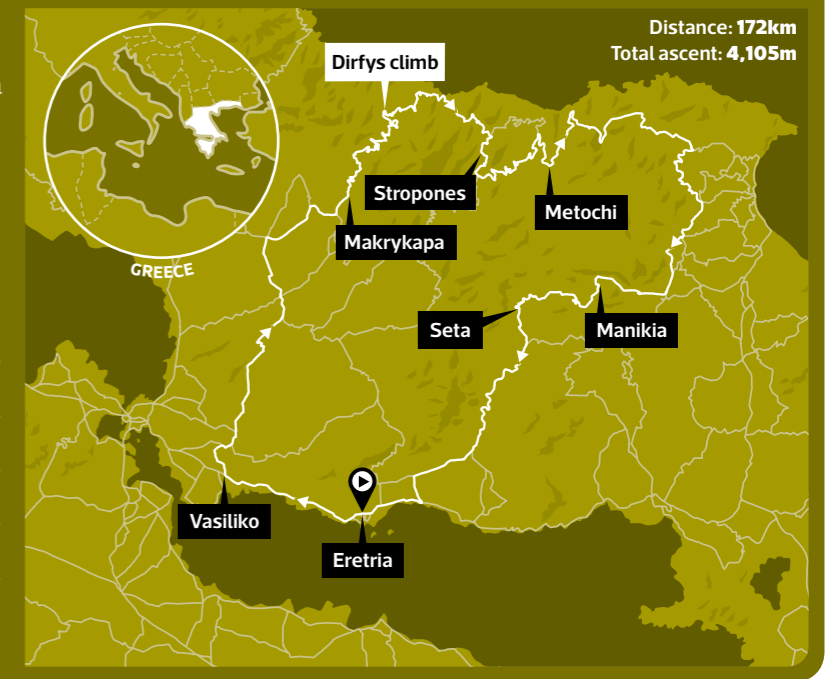 Distance: 172km
Total ascent: 4,105m
Dirfys climb
Stropones
Metochi
Makrykapa
GREECE
Seta
Manikia
Vasiliko
Eretria